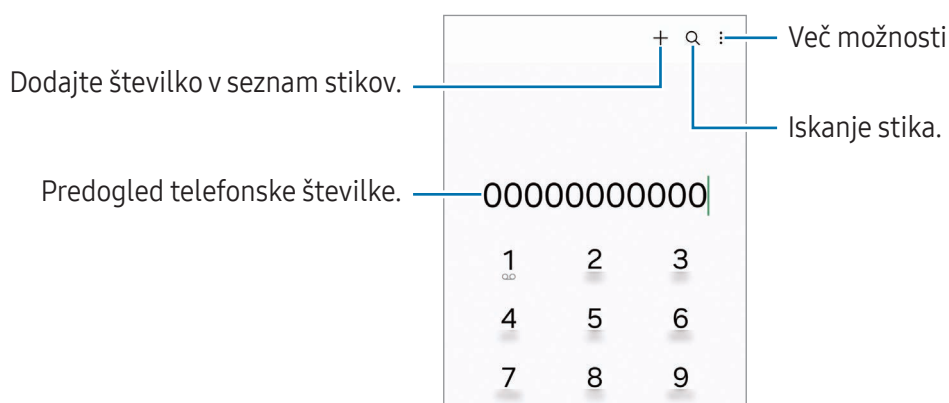 Več možnosti
Dodajte številko v seznam stikov.
Iskanje stika.
Predogled telefonske številke.
00000000000
1 2 3
4 5 6
7 8 9